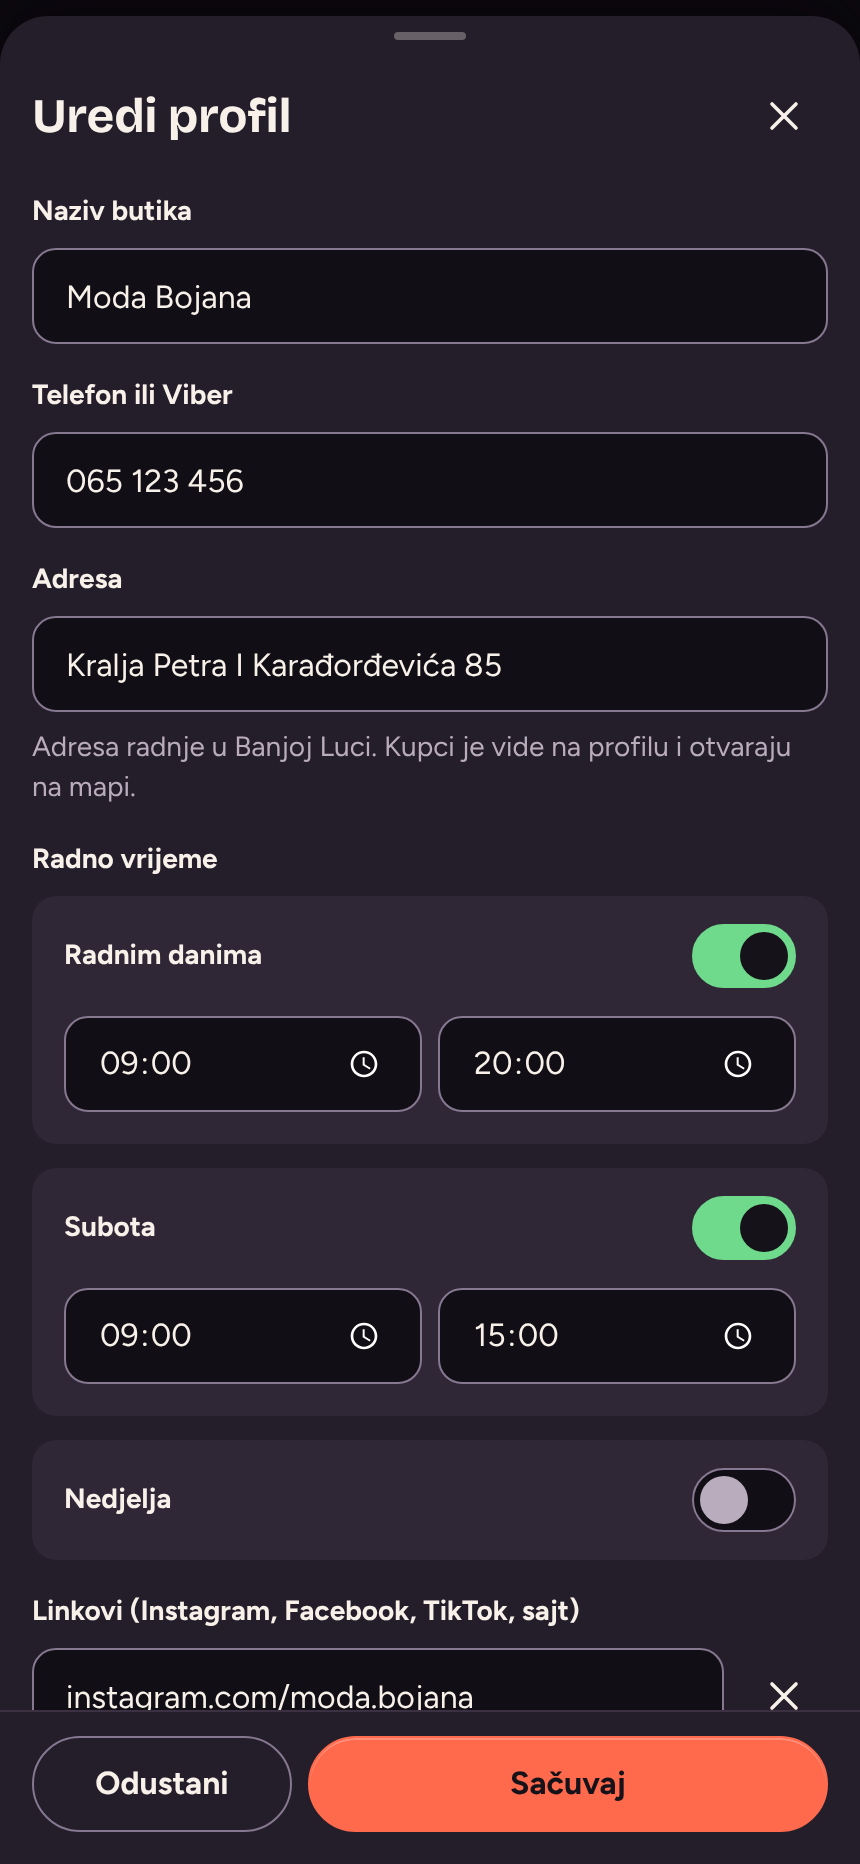 Uredi profil
Naziv butika
Moda Bojana
Telefon ili Viber
065 123 456
Adresa
Kralja Petra I Karađorđevića 85
Adresa radnje u Banjoj Luci. Kupci je vide na profilu i otvaraju
na mapi.
Radno vrijeme
Radnim danima
09:00 20:00
Subota
09:00 15:00
Nedjelja
Linkovi (Instagram, Facebook, TikTok, sajt)
instagram.com/moda.bojana
Odustani Sačuvaj